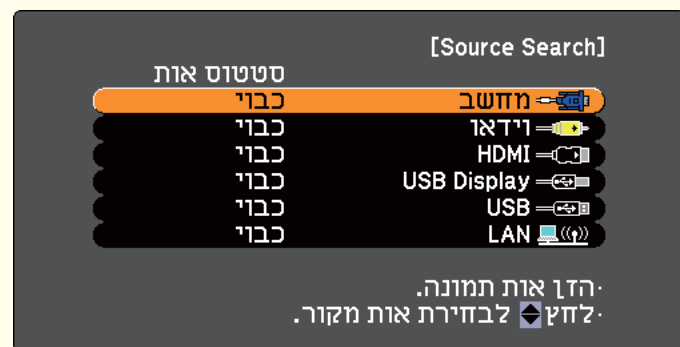 [Source Search]
סטטוס אות
מחשב כבוי
וידאו כבוי
HDMI כבוי
USB Display כבוי
USB כבוי
LAN כבוי
·הזן אות תמונה.
·לחץ לבחירת אות מקור.